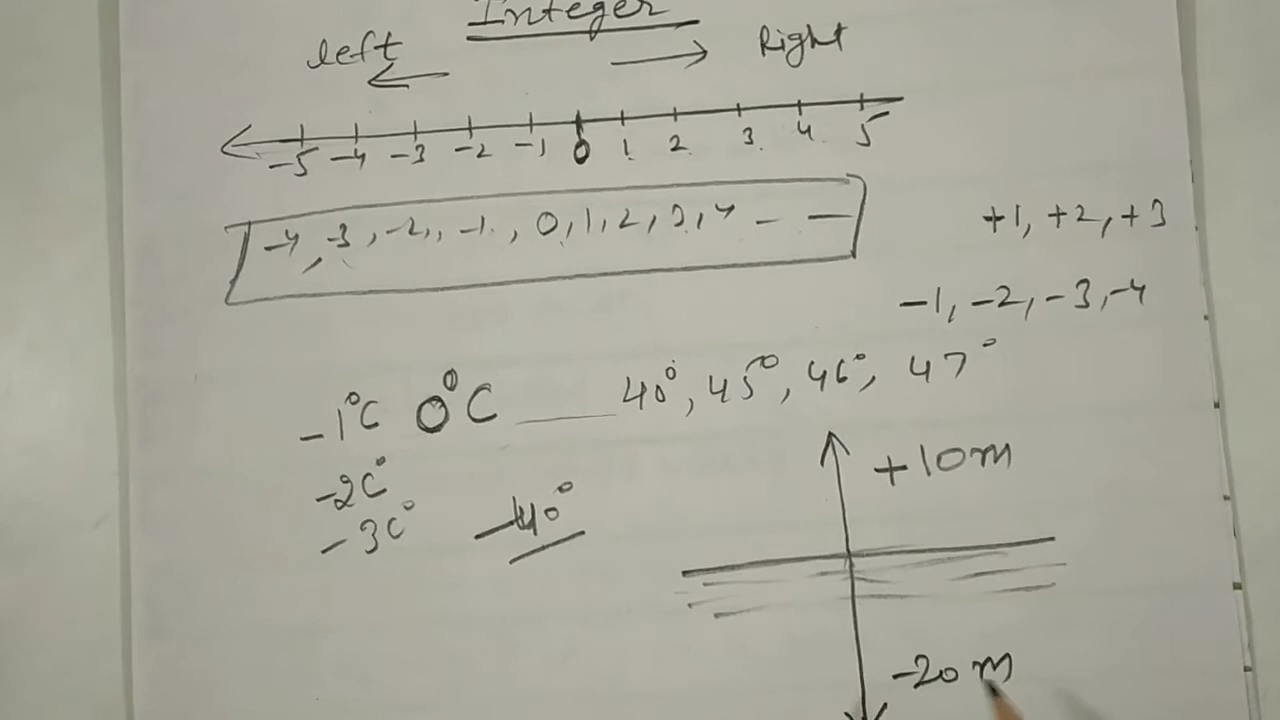 Integer
left Right
-5 -4 -3 -2 -1 0 1 2 3 4 5
-4, -3, -2, -1, 0, 1, 2, 3, 4 - -
+1, +2, +3
-1, -2, -3, -4
-1°C 0°C 40°, 45°, 46°, 47°
-2C°
-3C° -40°
+10m
-20 m